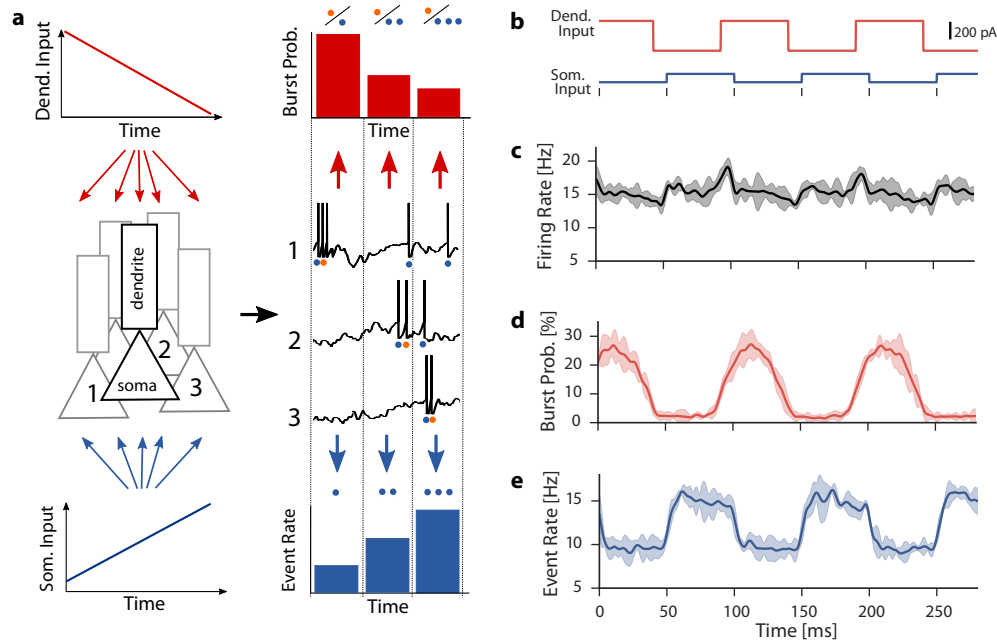 a
Dend. Input
Time
dendrite
soma
1
2
3
Som. Input
Time
Burst Prob.
Time
1
2
3
Event Rate
Time
b
Dend.
Input
200 pA
Som.
Input
c
Firing Rate [Hz]
20
15
10
5
d
Burst Prob. [%]
30
20
10
0
e
Event Rate [Hz]
15
10
5
0
50
100
150
200
250
Time [ms]